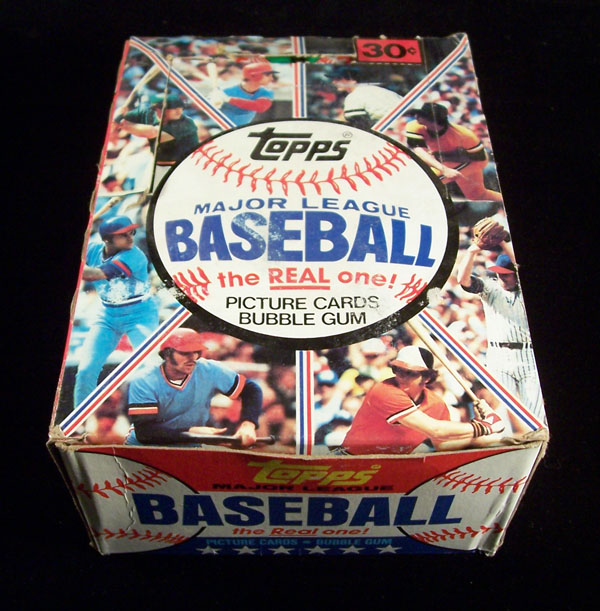 30¢
TOPPS®
MAJOR LEAGUE
BASEBALL
the REAL one!
PICTURE CARDS
BUBBLE GUM
TOPPS®
MAJOR LEAGUE
BASEBALL
the Real one!
PICTURE CARDS - BUBBLE GUM